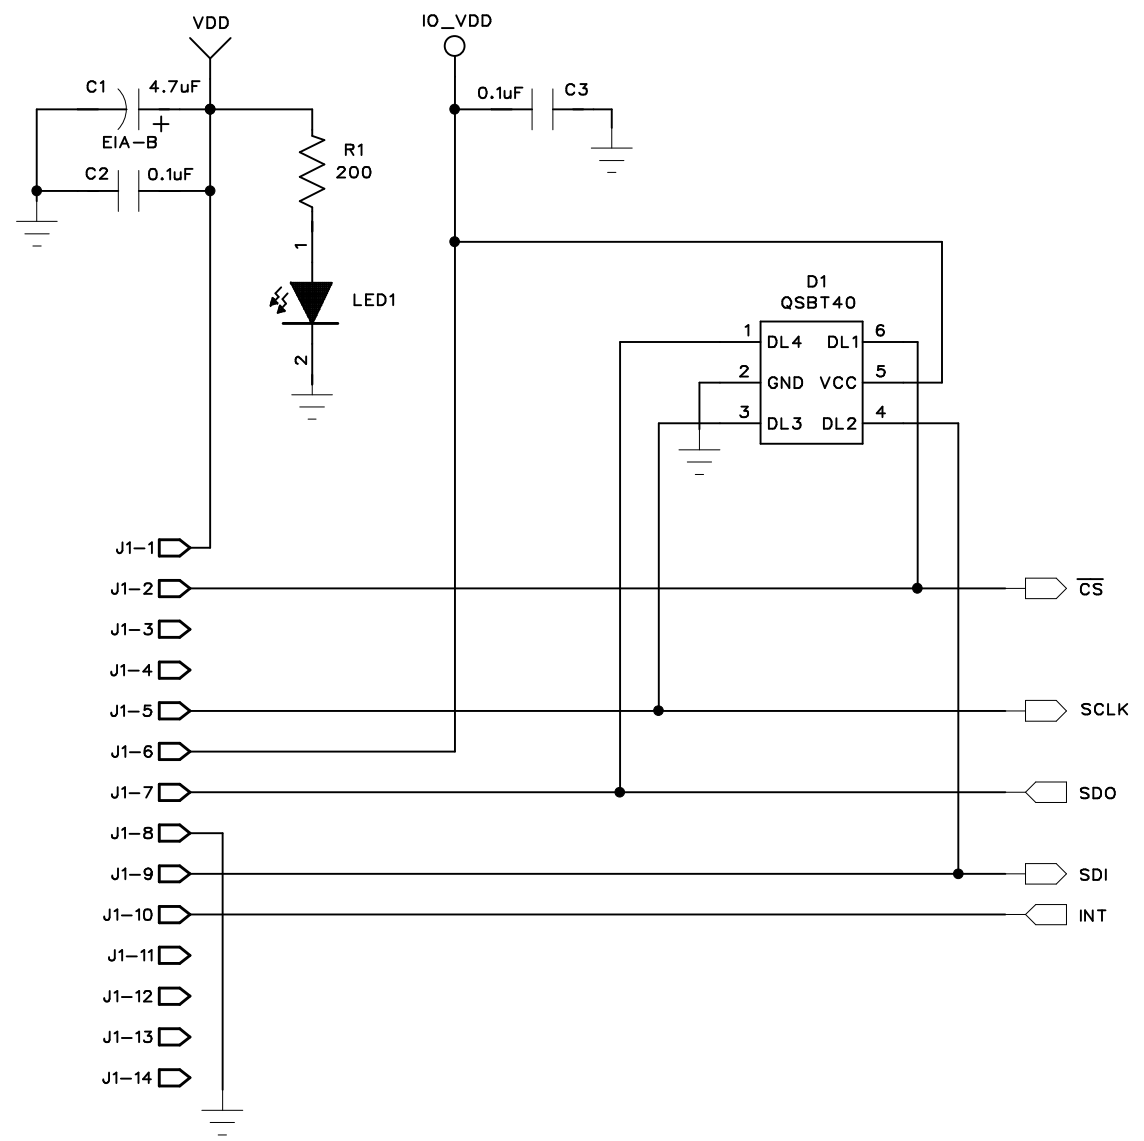 VDD
IO_VDD
C1 4.7uF
+
EIA-B
C2 0.1uF
0.1uF C3
R1
200
1
LED1
2
D1
QSBT40
1 DL4 DL1 6
2 GND VCC 5
3 DL3 DL2 4
J1-1
J1-2 CS
J1-3
J1-4
J1-5 SCLK
J1-6
J1-7 SDO
J1-8
J1-9 SDI
J1-10 INT
J1-11
J1-12
J1-13
J1-14